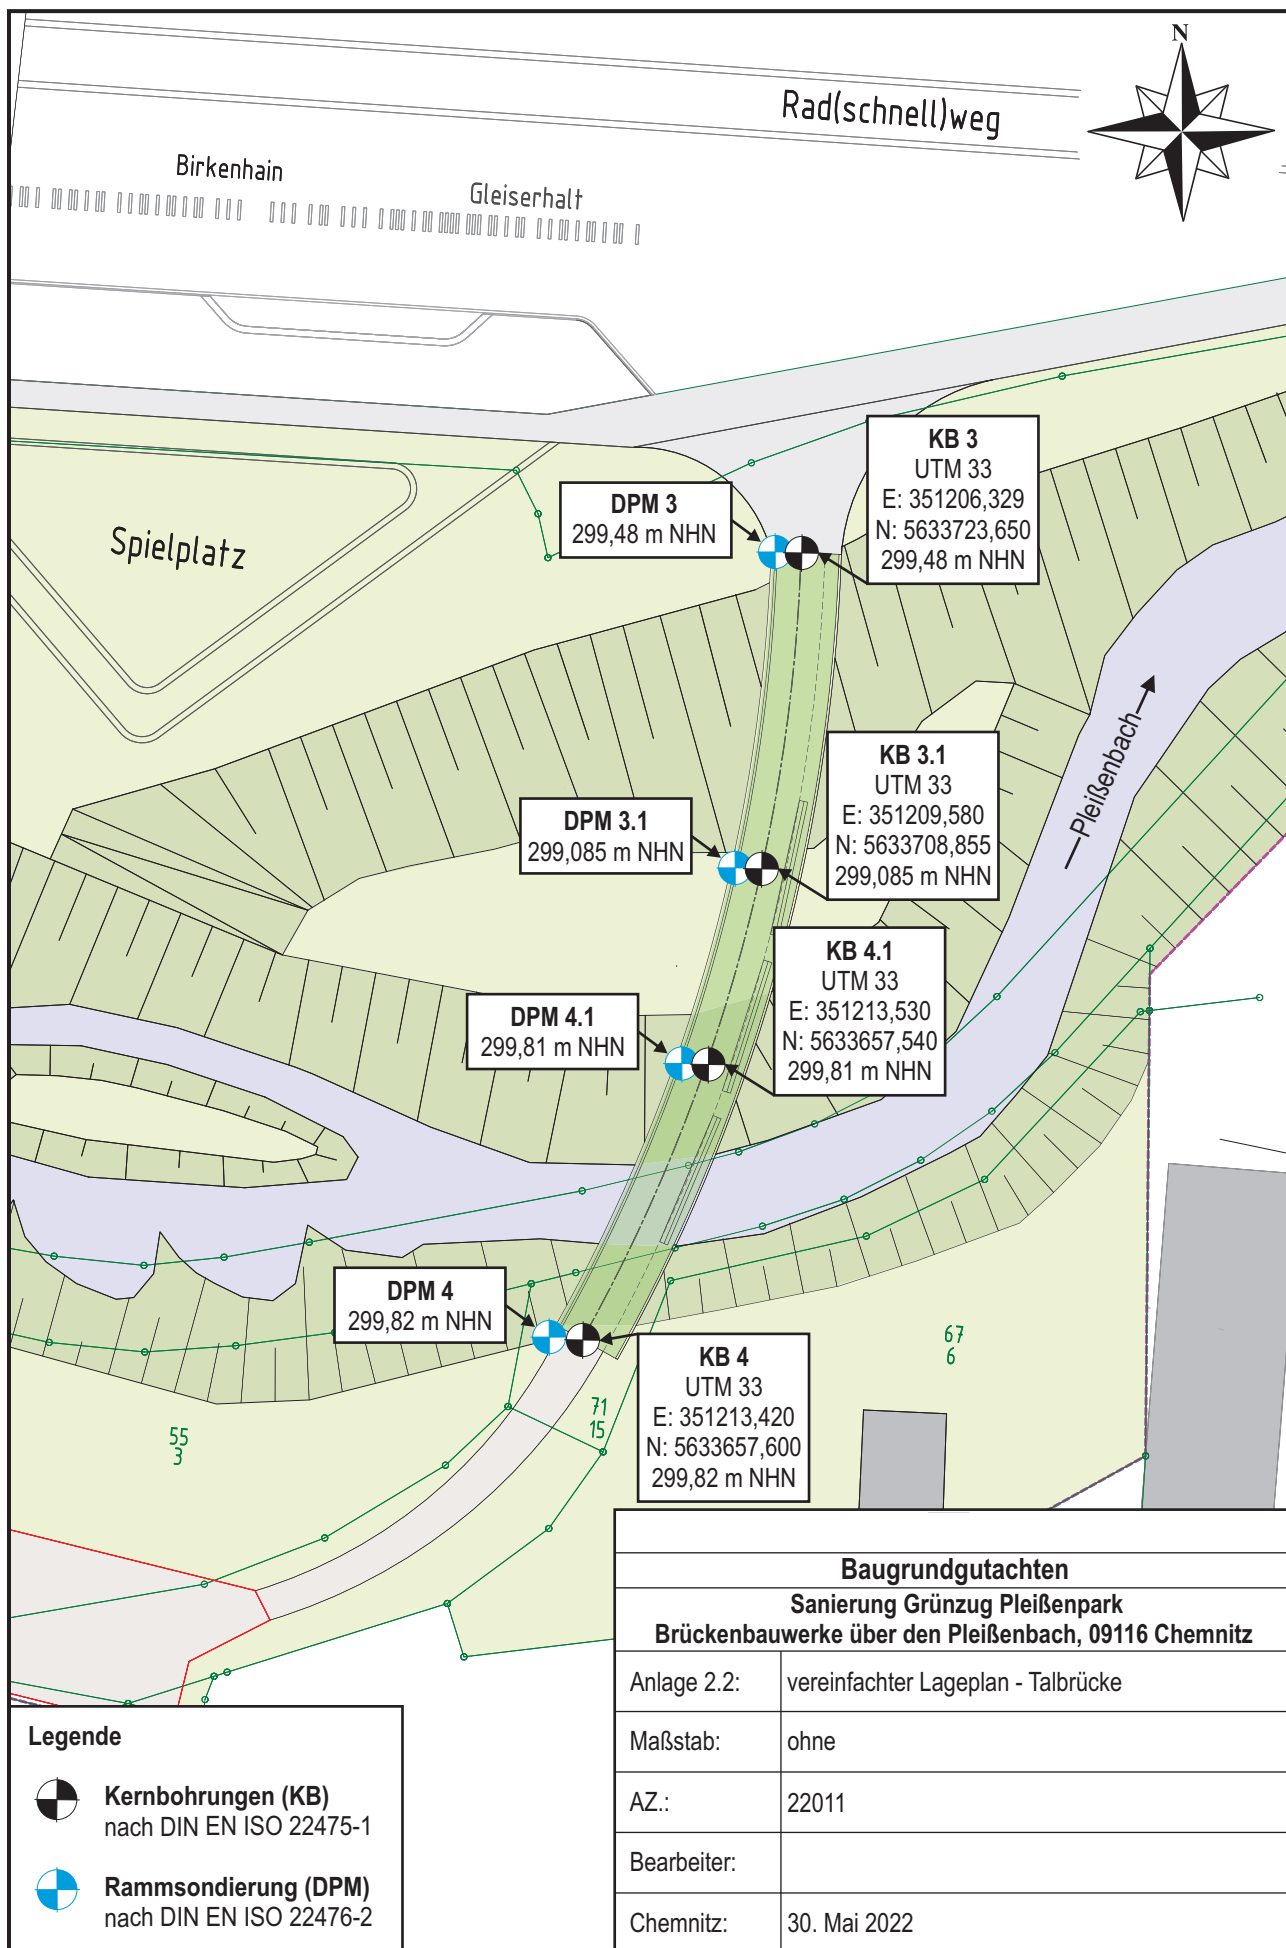 N
Rad(schnell)weg
Birkenhain
Gleiserhalt
KB 3
UTM 33
E: 351206,329
N: 5633723,650
299,48 m NHN
DPM 3
299,48 m NHN
Spielplatz
KB 3.1
UTM 33
E: 351209,580
N: 5633708,855
299,085 m NHN
Pleißenbach
DPM 3.1
299,085 m NHN
KB 4.1
UTM 33
E: 351213,530
N: 5633657,540
299,81 m NHN
DPM 4.1
299,81 m NHN
DPM 4
299,82 m NHN
KB 4
UTM 33
E: 351213,420
N: 5633657,600
299,82 m NHN
67
6
71
15
55
3
Baugrundgutachten
Sanierung Grünzug Pleißenpark
Brückenbauwerke über den Pleißenbach, 09116 Chemnitz
Anlage 2.2: vereinfachter Lageplan - Talbrücke
Maßstab: ohne
AZ.: 22011
Bearbeiter:
Chemnitz: 30. Mai 2022
Legende
Kernbohrungen (KB)
nach DIN EN ISO 22475-1
Rammsondierung (DPM)
nach DIN EN ISO 22476-2